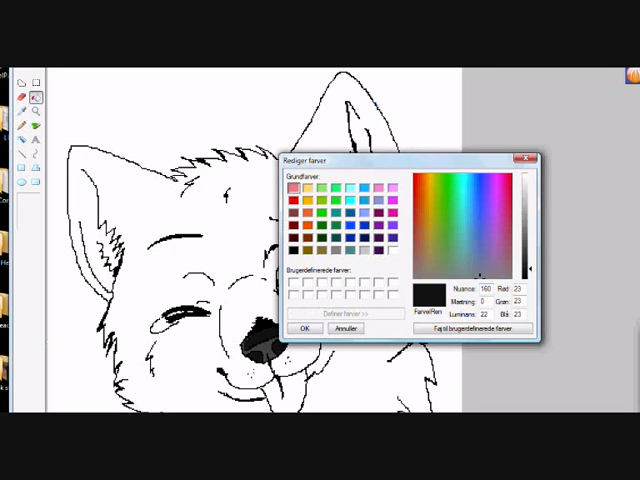 Rediger farver
Grundfarver:
Brugerdefinerede farver:
Definer farver >>
OK
Annuller
Farve|Ren
Nuance: 160
Mætning: 0
Luminans: 22
Rød: 23
Grøn: 23
Blå: 23
Føj til brugerdefinerede farver